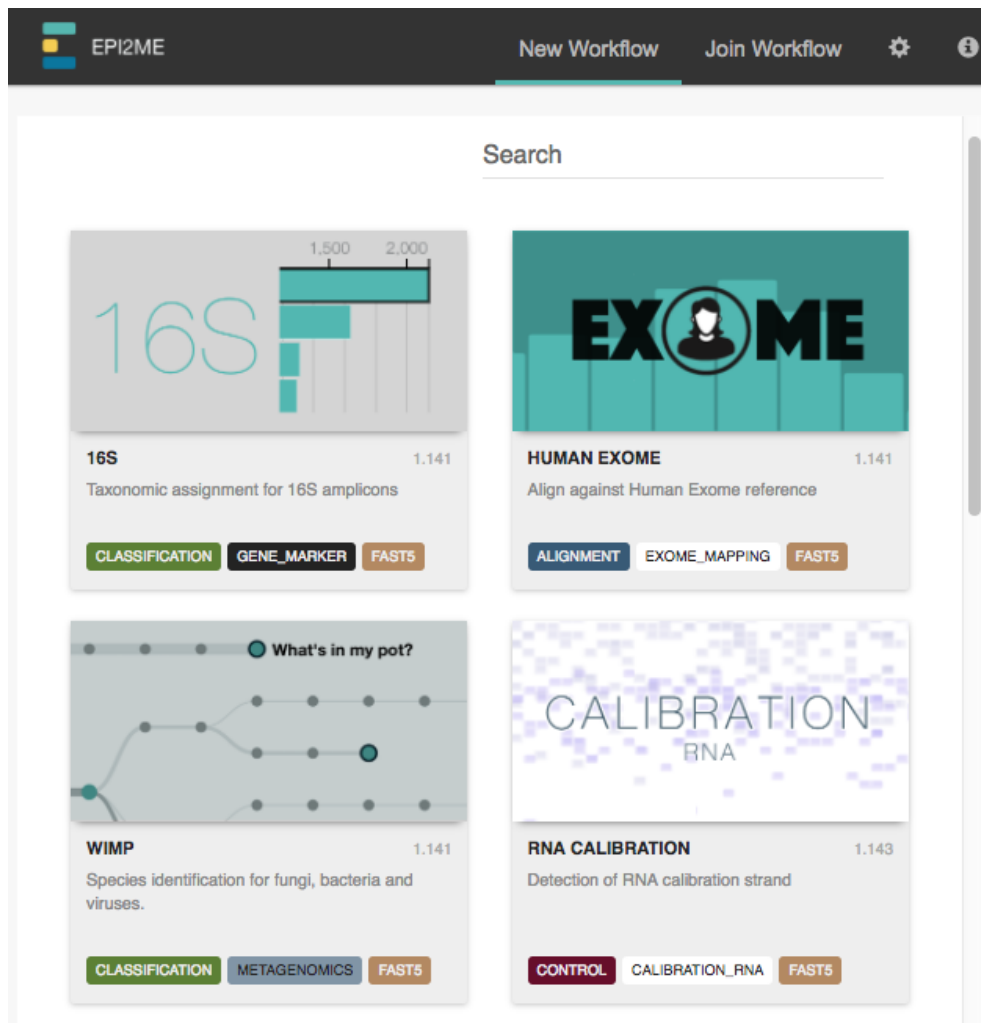 EPI2ME
New Workflow
Join Workflow
Search
1,500 2,000
16S
16S
1.141
Taxonomic assignment for 16S amplicons
CLASSIFICATION
GENE_MARKER
FAST5
EXOME
HUMAN EXOME
1.141
Align against Human Exome reference
ALIGNMENT
EXOME_MAPPING
FAST5
What's in my pot?
WIMP
1.141
Species identification for fungi, bacteria and
viruses.
CLASSIFICATION
METAGENOMICS
FAST5
CALIBRATION
RNA
RNA CALIBRATION
1.143
Detection of RNA calibration strand
CONTROL
CALIBRATION_RNA
FAST5